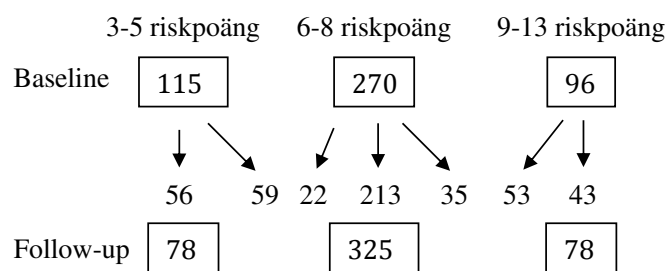 3-5 riskpoäng 6-8 riskpoäng 9-13 riskpoäng
Baseline 115 270 96
56 59 22 213 35 53 43
Follow-up 78 325 78